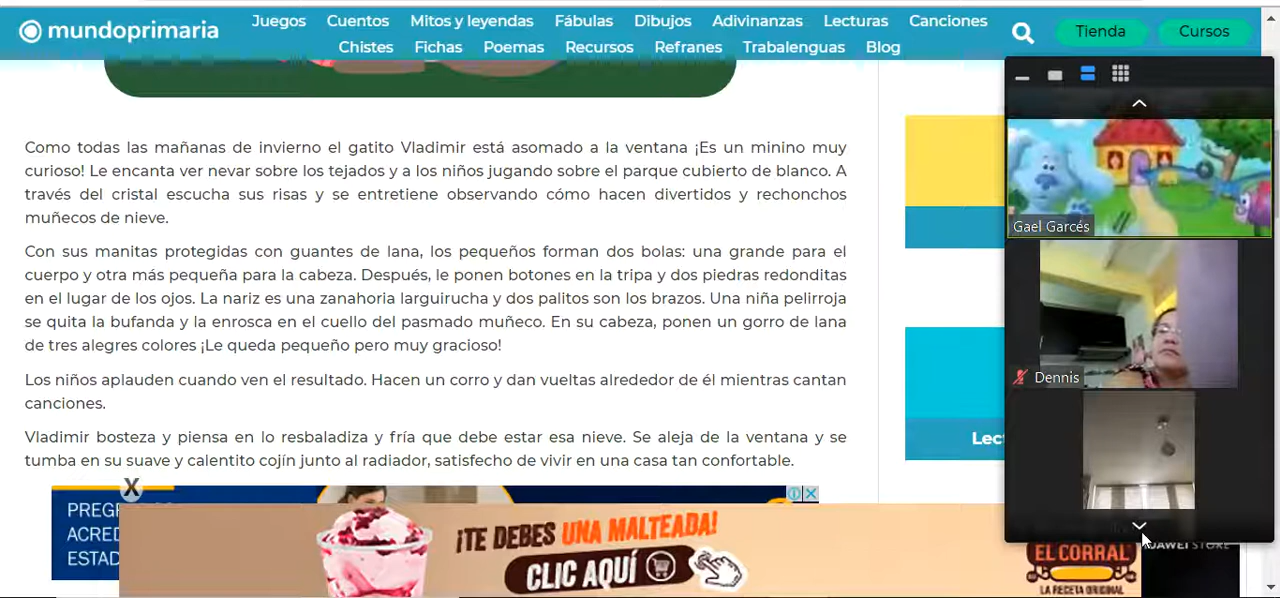 mundoprimaria
Juegos Cuentos Mitos y leyendas Fábulas Dibujos Adivinanzas Lecturas Canciones
Chistes Fichas Poemas Recursos Refranes Trabalenguas Blog
Tienda Cursos
Como todas las mañanas de invierno el gatito Vladimir está asomado a la ventana ¡Es un minino muy
curioso! Le encanta ver nevar sobre los tejados y a los niños jugando sobre el parque cubierto de blanco. A
través del cristal escucha sus risas y se entretiene observando cómo hacen divertidos y rechonchos
muñecos de nieve.
Con sus manitas protegidas con guantes de lana, los pequeños forman dos bolas: una grande para el
cuerpo y otra más pequeña para la cabeza. Después, le ponen botones en la tripa y dos piedras redonditas
en el lugar de los ojos. La nariz es una zanahoria larguirucha y dos palitos son los brazos. Una niña pelirroja
se quita la bufanda y la enrosca en el cuello del pasmado muñeco. En su cabeza, ponen un gorro de lana
de tres alegres colores ¡Le queda pequeño pero muy gracioso!
Los niños aplauden cuando ven el resultado. Hacen un corro y dan vueltas alrededor de él mientras cantan
canciones.
Vladimir bosteza y piensa en lo resbaladiza y fría que debe estar esa nieve. Se aleja de la ventana y se
tumba en su suave y calentito cojín junto al radiador, satisfecho de vivir en una casa tan confortable.
Gael Garcés
Dennis
Lec
X
PREG
ACRED
ESTAD
¡TE DEBES UNA MALTEADA!
CLIC AQUÍ
EL CORRAL
LA RECETA ORIGINAL
HUAWEI STORE